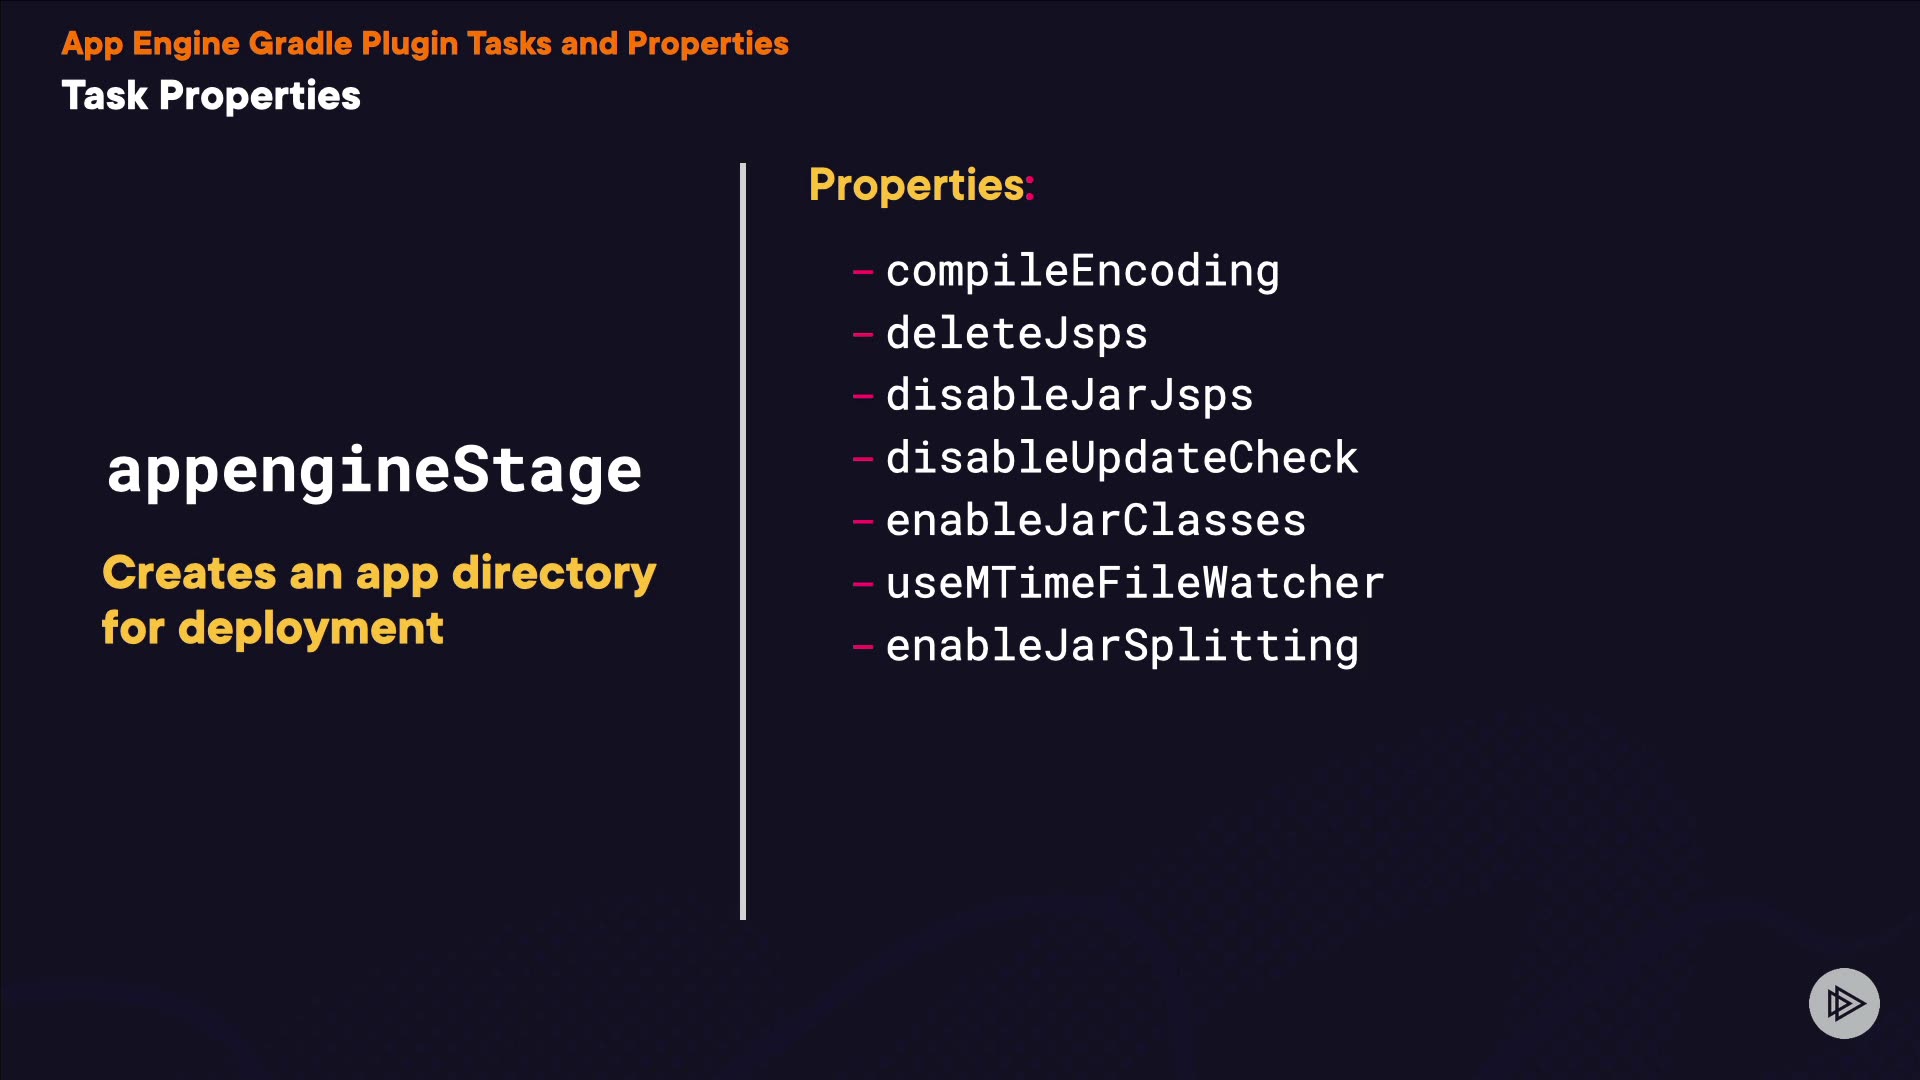 App Engine Gradle Plugin Tasks and Properties
Task Properties
appengineStage
Creates an app directory
for deployment
Properties:
– compileEncoding
– deleteJsps
– disableJarJsps
– disableUpdateCheck
– enableJarClasses
– useMTimeFileWatcher
– enableJarSplitting